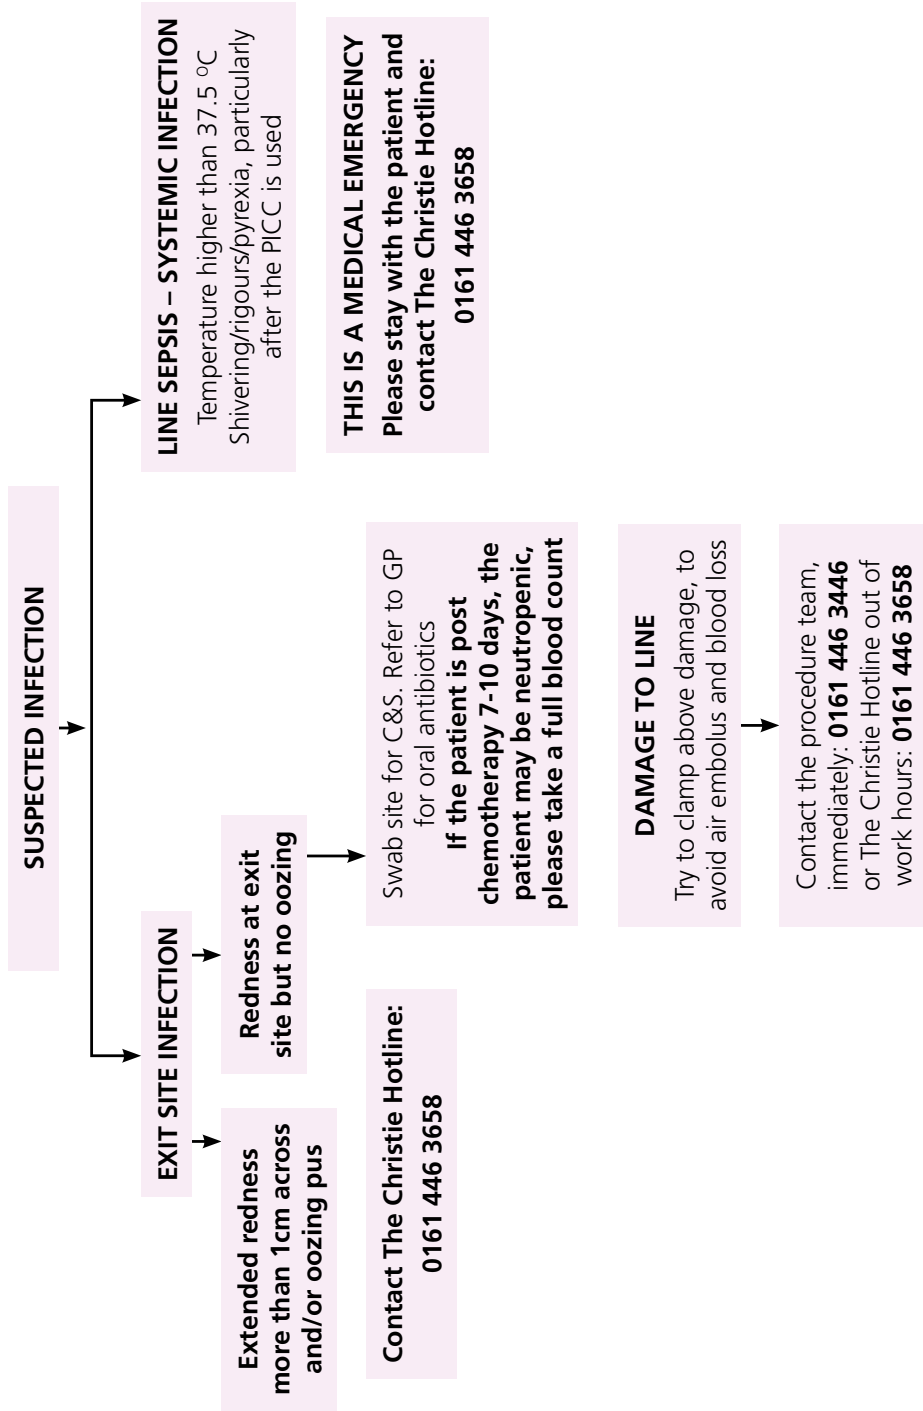 SUSPECTED INFECTION
EXIT SITE INFECTION
Extended redness
more than 1cm across
and/or oozing pus
Contact The Christie Hotline:
0161 446 3658
Redness at exit
site but no oozing
Swab site for C&S. Refer to GP
for oral antibiotics
If the patient is post
chemotherapy 7-10 days, the
patient may be neutropenic,
please take a full blood count
LINE SEPSIS – SYSTEMIC INFECTION
Temperature higher than 37.5 ºC
Shivering/rigours/pyrexia, particularly
after the PICC is used
THIS IS A MEDICAL EMERGENCY
Please stay with the patient and
contact The Christie Hotline:
0161 446 3658
DAMAGE TO LINE
Try to clamp above damage, to
avoid air embolus and blood loss
Contact the procedure team,
immediately: 0161 446 3446
or The Christie Hotline out of
work hours: 0161 446 3658